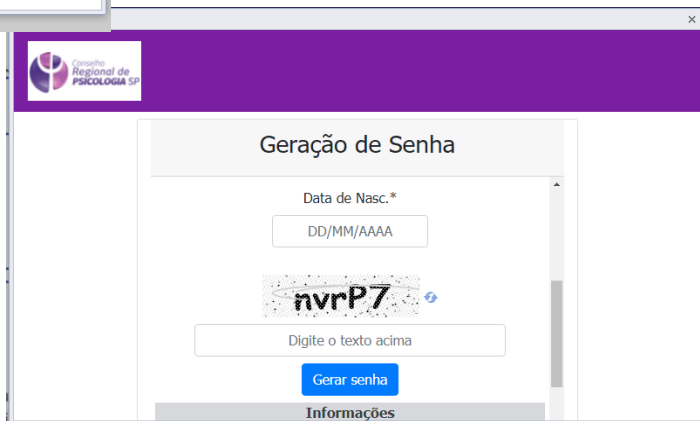 Conselho
Regional de
PSICOLOGIA SP
Geração de Senha
Data de Nasc.*
DD/MM/AAAA
nvrP7
Digite o texto acima
Gerar senha
Informações